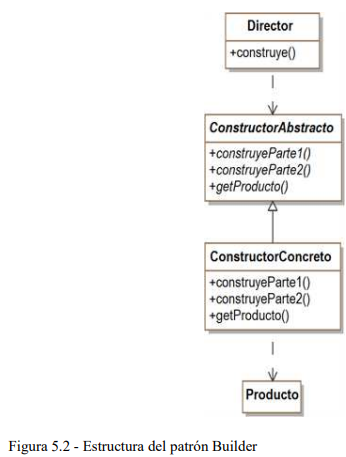 Director
+construye()
ConstructorAbstracto
+construyeParte1()
+construyeParte2()
+getProducto()
ConstructorConcreto
+construyeParte1()
+construyeParte2()
+getProducto()
Producto
Figura 5.2 - Estructura del patrón Builder